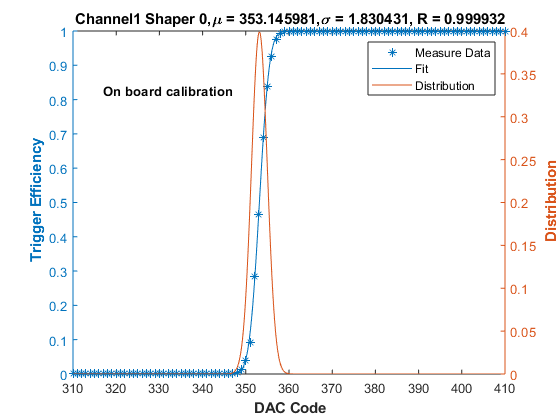 Channel1 Shaper 0,μ = 353.145981,σ = 1.830431, R = 0.999932
Measure Data
Fit
Distribution
On board calibration
Trigger Efficiency
1
0.9
0.8
0.7
0.6
0.5
0.4
0.3
0.2
0.1
0
0.4
0.35
0.3
0.25
0.2
0.15
0.1
0.05
0
Distribution
310 320 330 340 350 360 370 380 390 400 410
DAC Code